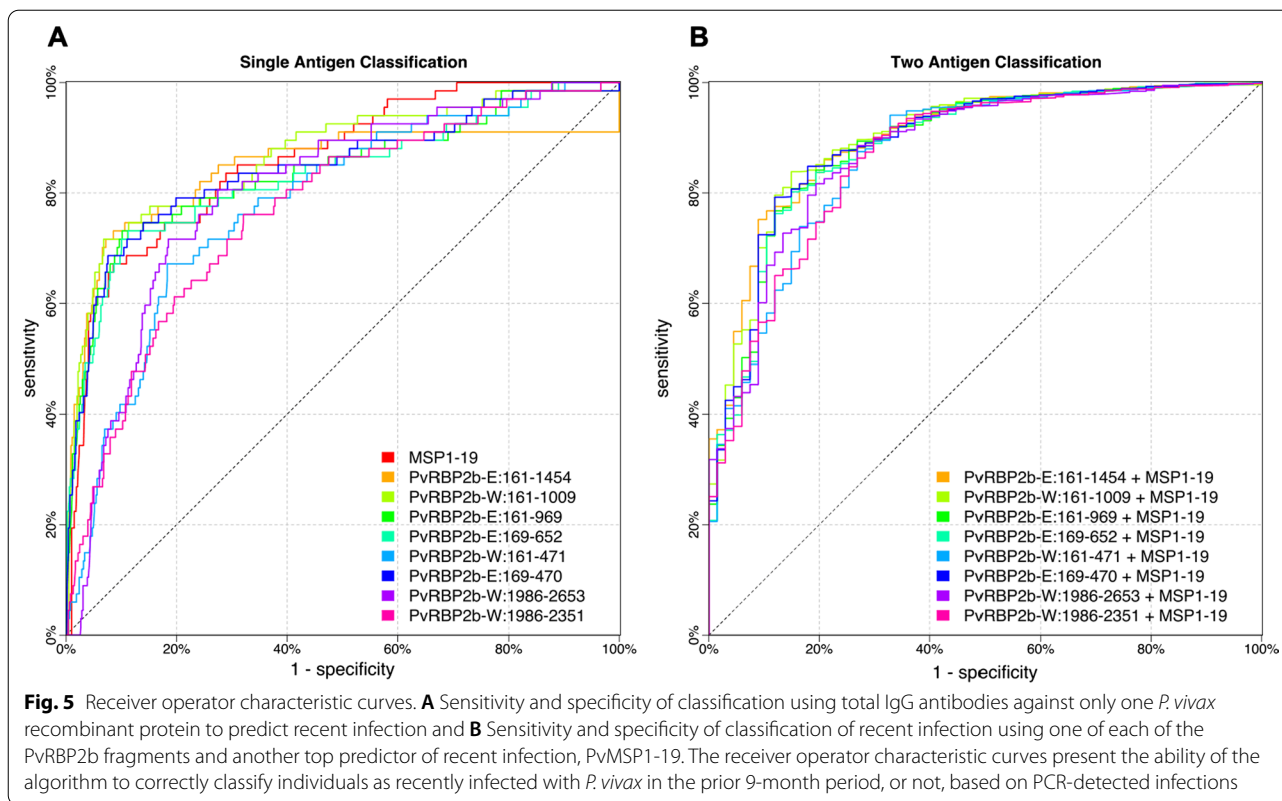 A
Single Antigen Classification
sensitivity
100%
80%
60%
40%
20%
0%
MSP1-19
PvRBP2b-E:161-1454
PvRBP2b-W:161-1009
PvRBP2b-E:161-969
PvRBP2b-E:169-652
PvRBP2b-W:161-471
PvRBP2b-E:169-470
PvRBP2b-W:1986-2653
PvRBP2b-W:1986-2351
0% 20% 40% 60% 80% 100%
1 - specificity
B
Two Antigen Classification
sensitivity
100%
80%
60%
40%
20%
0%
PvRBP2b-E:161-1454 + MSP1-19
PvRBP2b-W:161-1009 + MSP1-19
PvRBP2b-E:161-969 + MSP1-19
PvRBP2b-E:169-652 + MSP1-19
PvRBP2b-W:161-471 + MSP1-19
PvRBP2b-E:169-470 + MSP1-19
PvRBP2b-W:1986-2653 + MSP1-19
PvRBP2b-W:1986-2351 + MSP1-19
0% 20% 40% 60% 80% 100%
1 - specificity
Fig. 5 Receiver operator characteristic curves. A Sensitivity and specificity of classification using total IgG antibodies against only one P. vivax
recombinant protein to predict recent infection and B Sensitivity and specificity of classification of recent infection using one of each of the
PvRBP2b fragments and another top predictor of recent infection, PvMSP1-19. The receiver operator characteristic curves present the ability of the
algorithm to correctly classify individuals as recently infected with P. vivax in the prior 9-month period, or not, based on PCR-detected infections